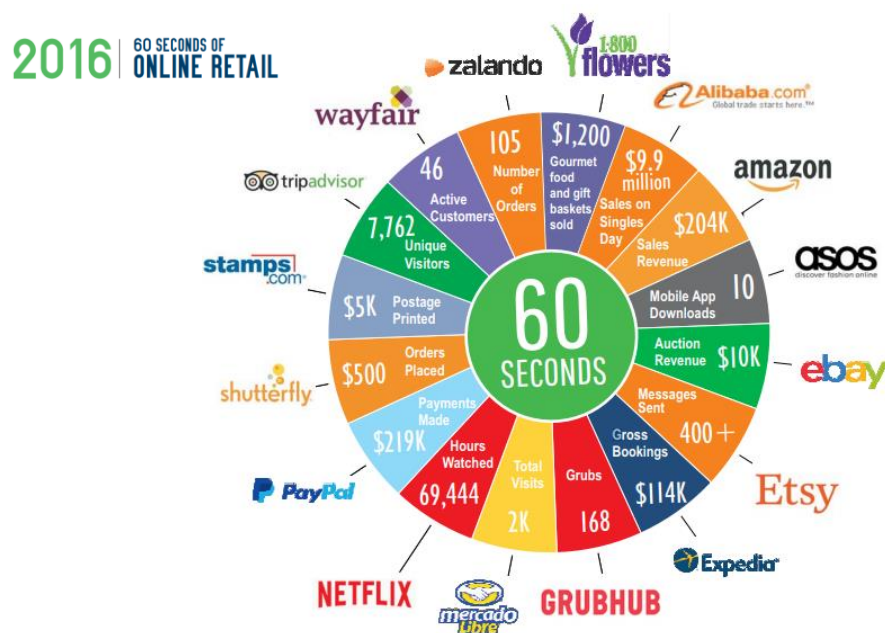 2016
60 SECONDS OF
ONLINE RETAIL
zalando
1·800
flowers
Alibaba.com®
Global trade starts here.™
amazon
asos
discover fashion online
ebay
Etsy
Expedia®
GRUBHUB
mercado
Libre
NETFLIX
PayPal
shutterfly
stamps
.com®
tripadvisor
wayfair
105
Number
of
Orders
$1,200
Gourmet
food
and gift
baskets
sold
$9.9
million
Sales on
Singles
Day
$204K
Sales
Revenue
10
Mobile App
Downloads
Auction
Revenue
$10K
Messages
Sent
400+
Gross
Bookings
$114K
Grubs
168
Total
Visits
2K
Hours
Watched
69,444
Payments
Made
$219K
Orders
Placed
$500
$5K
Postage
Printed
7,762
Unique
Visitors
46
Active
Customers
60
SECONDS